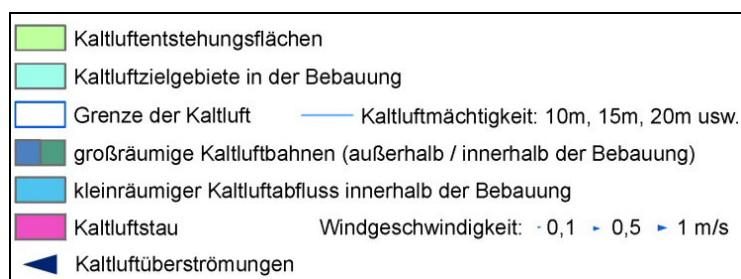 Kaltluftentstehungsflächen
Kaltluftzielgebiete in der Bebauung
Grenze der Kaltluft Kaltluftmächtigkeit: 10m, 15m, 20m usw.
großräumige Kaltluftbahnen (außerhalb / innerhalb der Bebauung)
kleinräumiger Kaltluftabfluss innerhalb der Bebauung
Kaltluftstau Windgeschwindigkeit: 0,1 0,5 1 m/s
Kaltluftüberströmungen